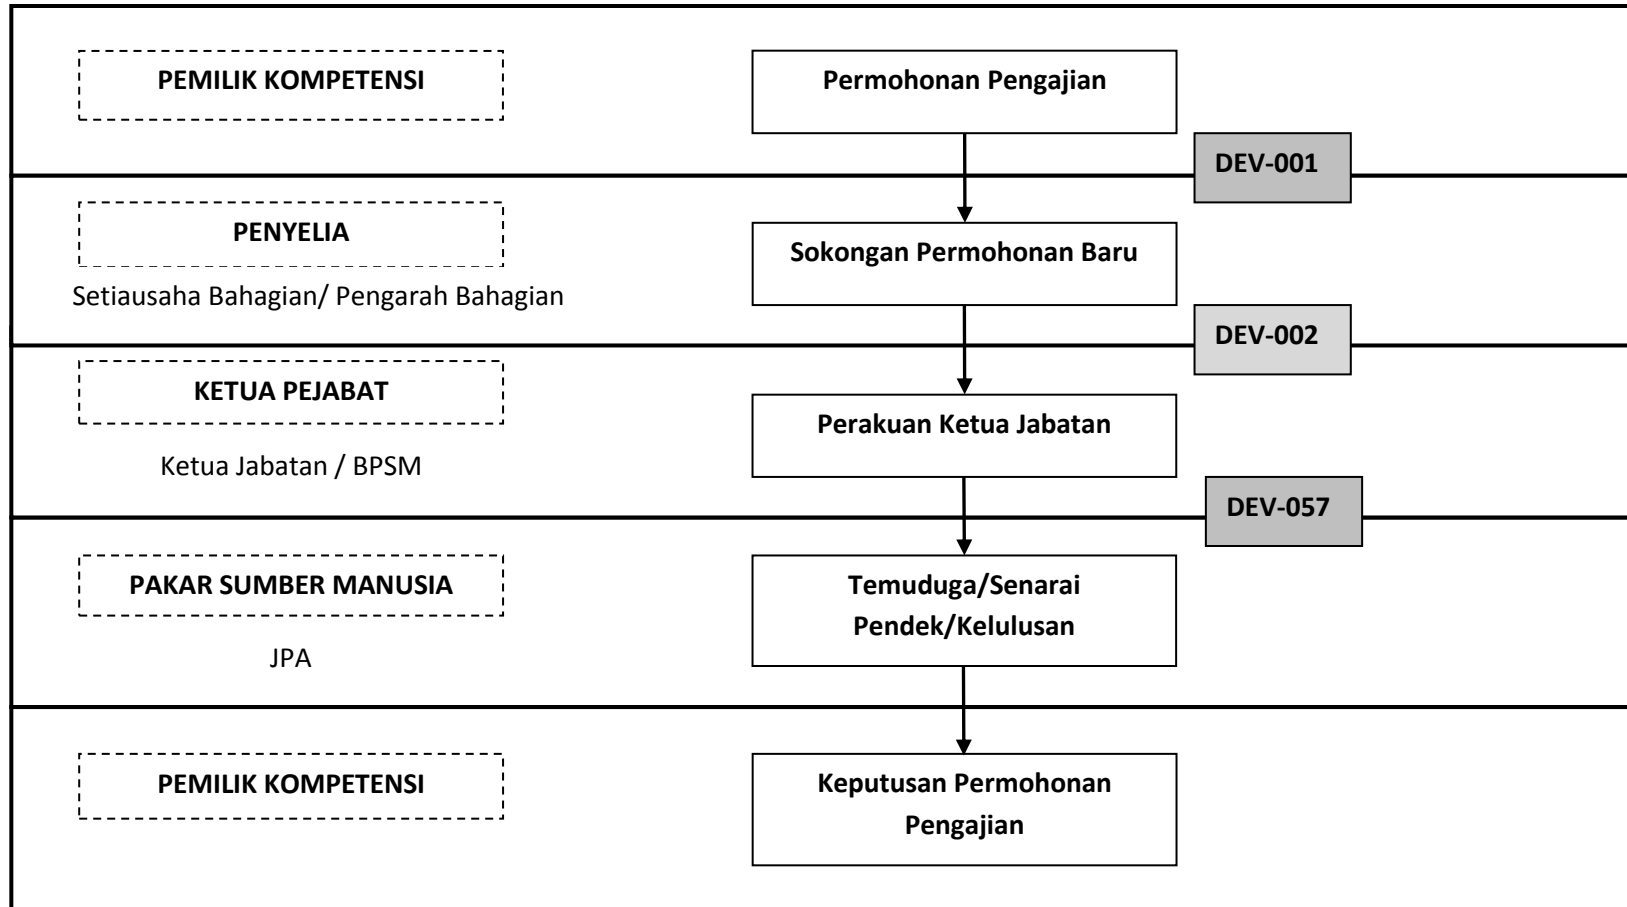 PEMILIK KOMPETENSI
Permohonan Pengajian
DEV-001
PENYELIA
Setiausaha Bahagian/ Pengarah Bahagian
Sokongan Permohonan Baru
DEV-002
KETUA PEJABAT
Ketua Jabatan / BPSM
Perakuan Ketua Jabatan
DEV-057
PAKAR SUMBER MANUSIA
JPA
Temuduga/Senarai
Pendek/Kelulusan
PEMILIK KOMPETENSI
Keputusan Permohonan
Pengajian